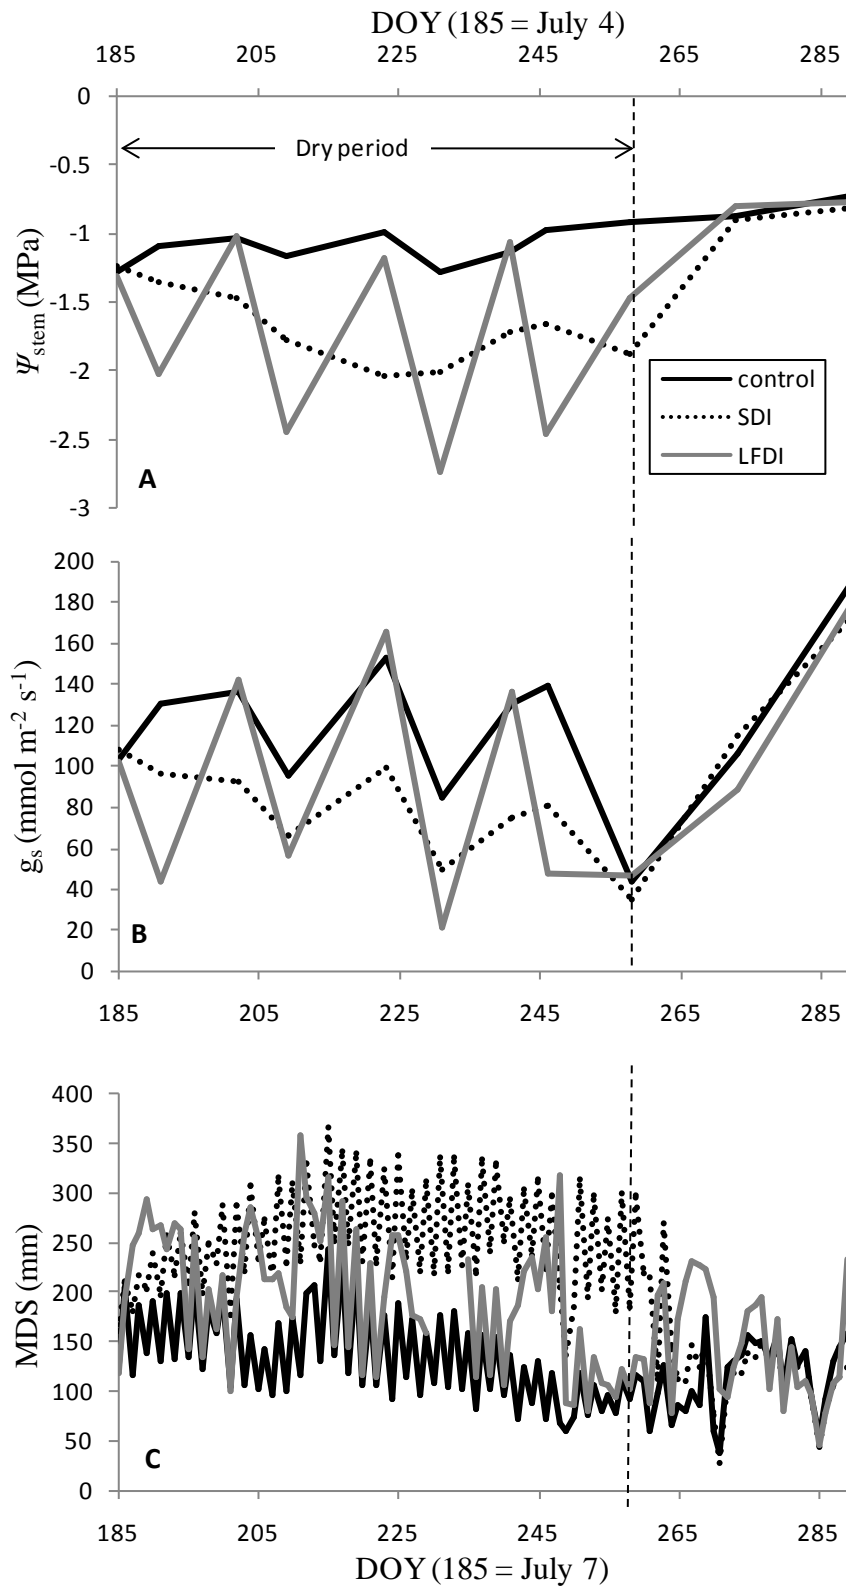 DOY (185 = July 4)
185 205 225 245 265 285
0
-0.5
-1
-1.5
-2
-2.5
-3
Ψstem (MPa)
Dry period
control
SDI
LFDI
A
200
180
160
140
120
100
80
60
40
20
0
gs (mmol m-2 s-1)
B
185 205 225 245 265 285
400
350
300
250
200
150
100
50
0
MDS (mm)
C
185 205 225 245 265 285
DOY (185 = July 7)